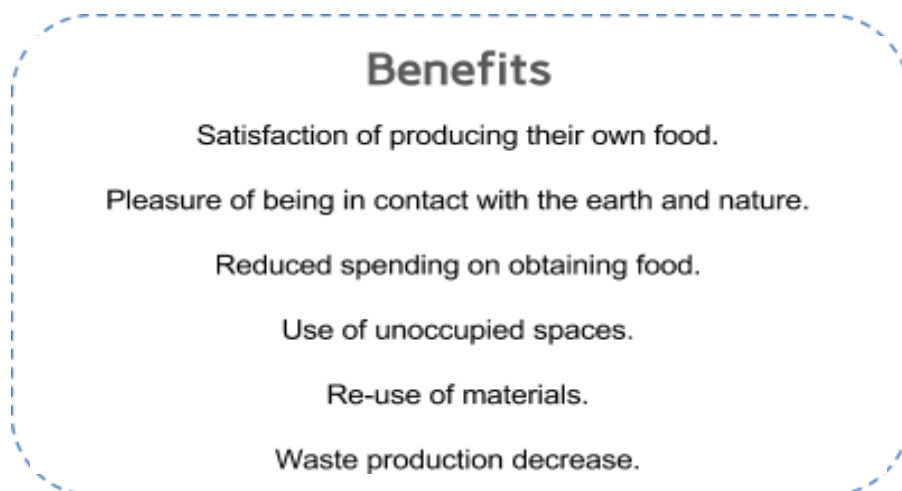 Benefits
Satisfaction of producing their own food.
Pleasure of being in contact with the earth and nature.
Reduced spending on obtaining food.
Use of unoccupied spaces.
Re-use of materials.
Waste production decrease.